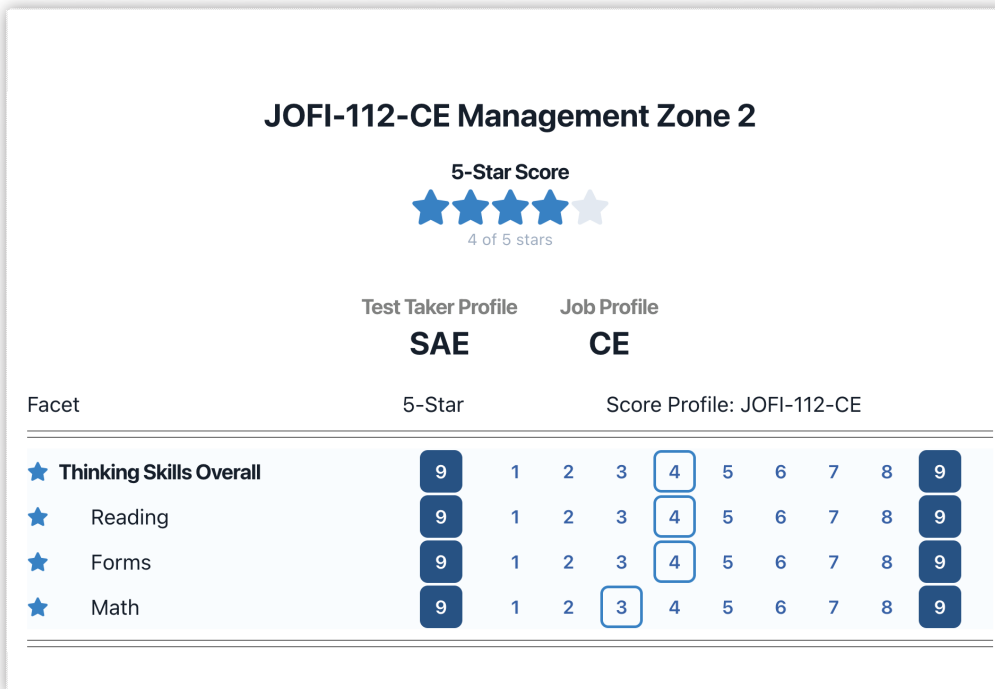 JOFI-112-CE Management Zone 2
5-Star Score
4 of 5 stars
Test Taker Profile Job Profile
SAE CE
Facet 5-Star Score Profile: JOFI-112-CE
Thinking Skills Overall 9 1 2 3 4 5 6 7 8 9
Reading 9 1 2 3 4 5 6 7 8 9
Forms 9 1 2 3 4 5 6 7 8 9
Math 9 1 2 3 4 5 6 7 8 9